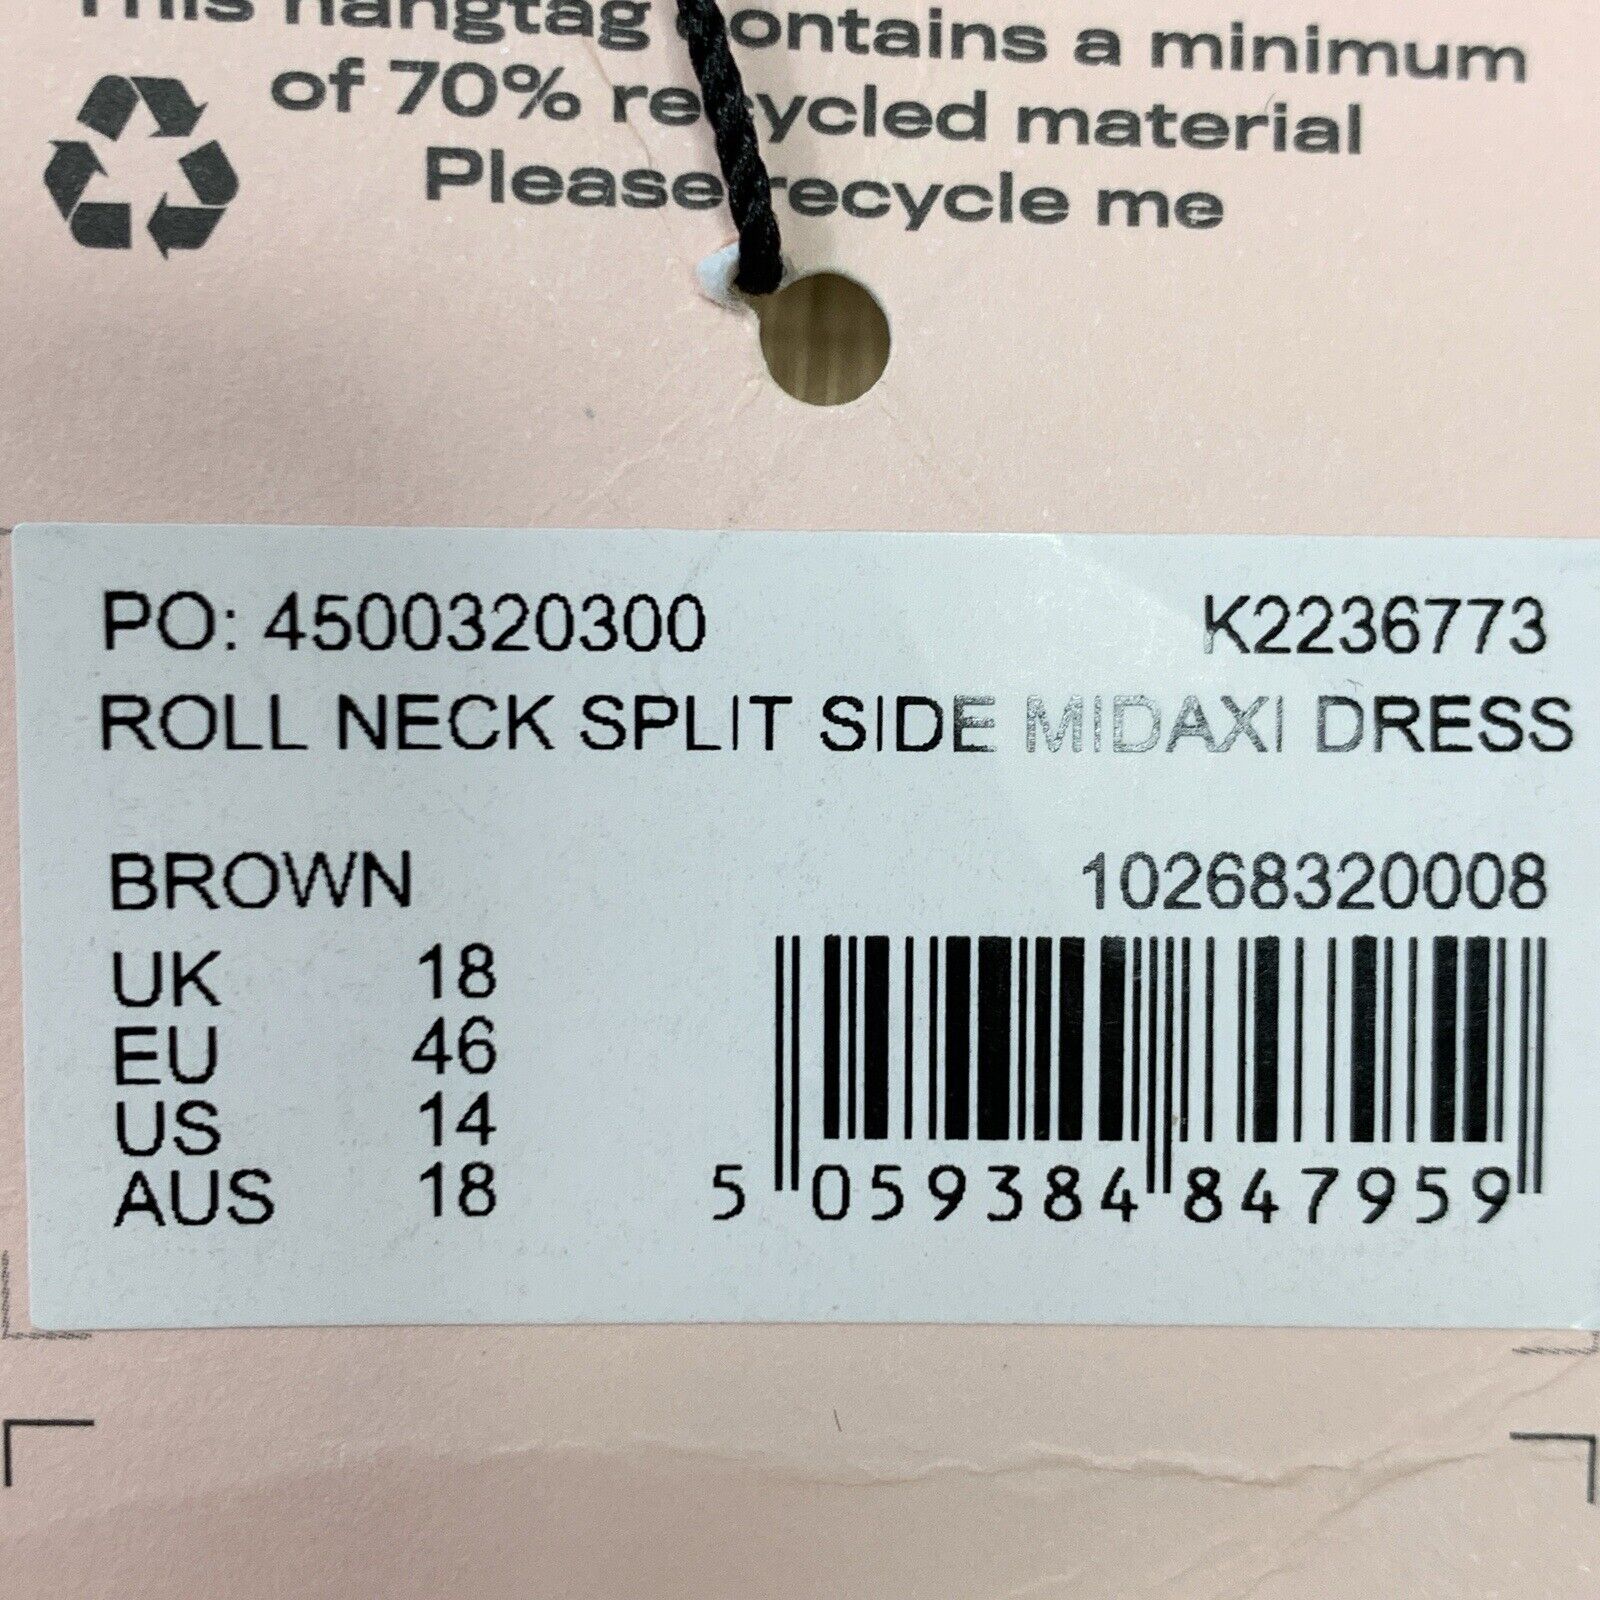 This hangtag contains a minimum
of 70% recycled material
Please recycle me
PO: 4500320300 K2236773
ROLL NECK SPLIT SIDE MIDAXI DRESS
BROWN 10268320008
UK 18
EU 46
US 14
AUS 18
5 059384 847959